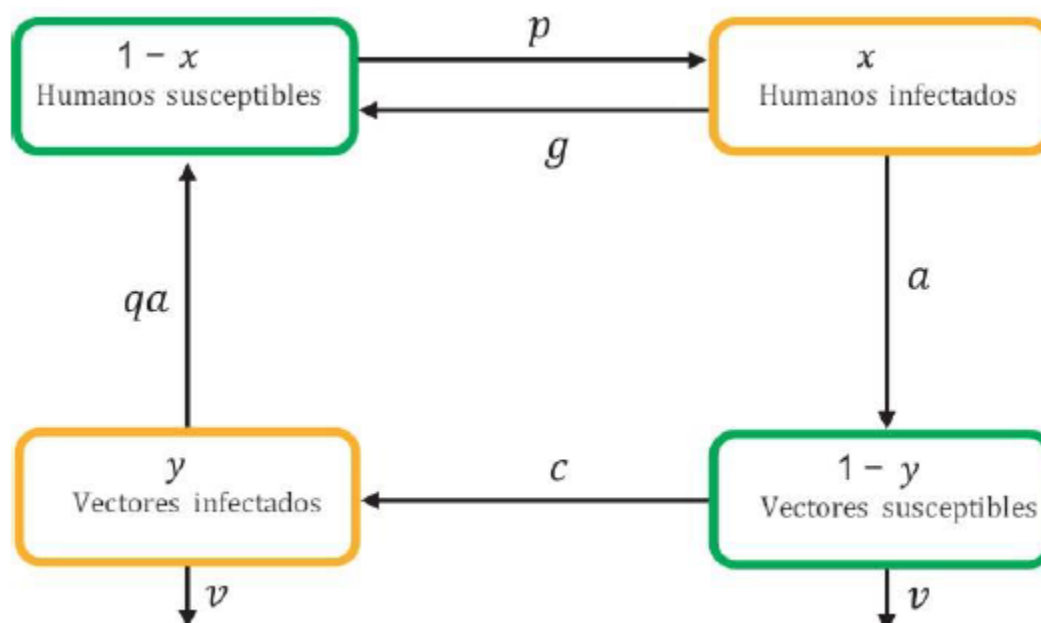 1 − x
Humanos susceptibles
p
g
x
Humanos infectados
qa
a
y
Vectores infectados
c
1 − y
Vectores susceptibles
v
v